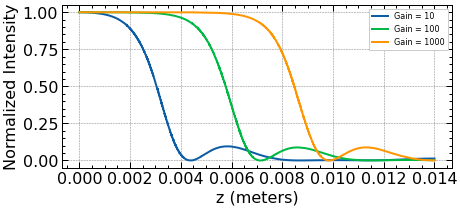 Normalized Intensity
1.00
0.75
0.50
0.25
0.00
Gain = 10
Gain = 100
Gain = 1000
0.000 0.002 0.004 0.006 0.008 0.010 0.012 0.014
z (meters)